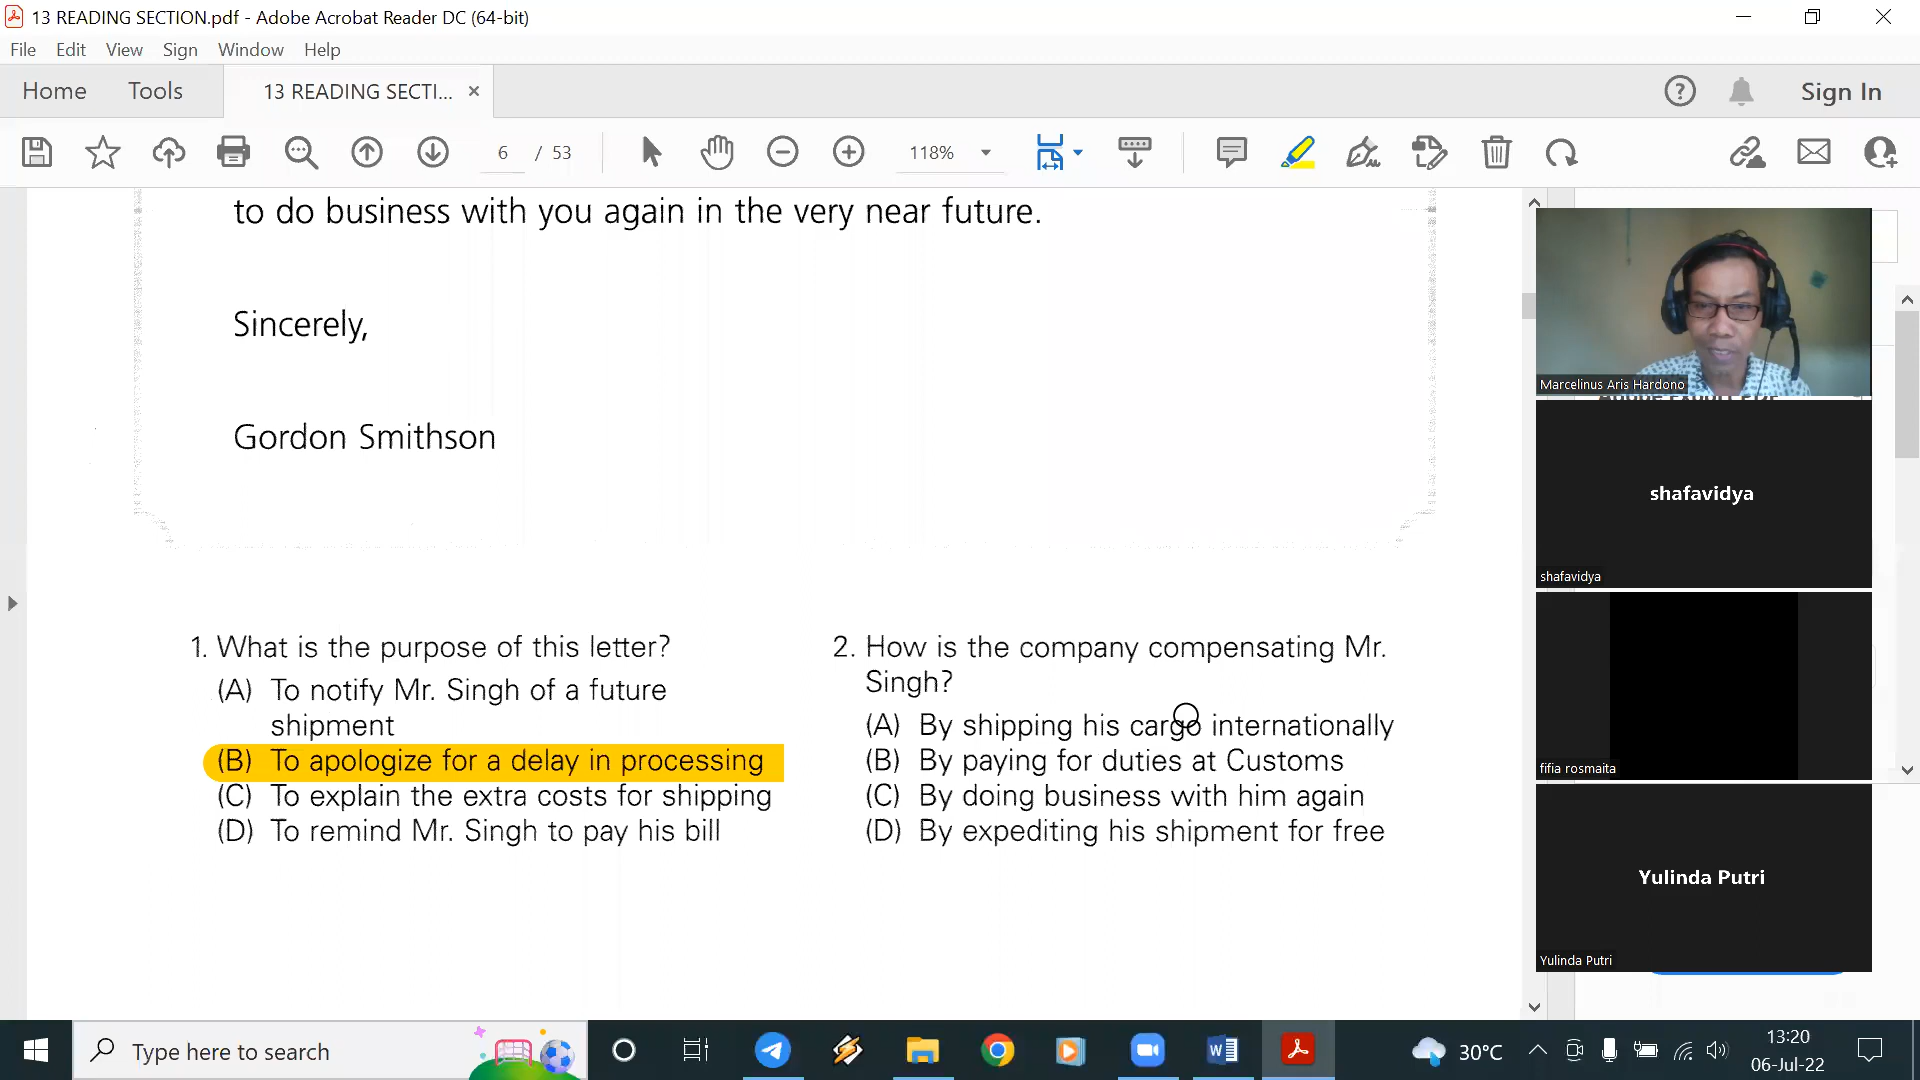 13 READING SECTION.pdf - Adobe Acrobat Reader DC (64-bit)
File Edit View Sign Window Help
Home Tools 13 READING SECTI... ×
Sign In
6 / 53
118%
to do business with you again in the very near future.
Sincerely,
Gordon Smithson
1. What is the purpose of this letter?
(A) To notify Mr. Singh of a future
shipment
(B) To apologize for a delay in processing
(C) To explain the extra costs for shipping
(D) To remind Mr. Singh to pay his bill
2. How is the company compensating Mr.
Singh?
(A) By shipping his cargo internationally
(B) By paying for duties at Customs
(C) By doing business with him again
(D) By expediting his shipment for free
Marcelinus Aris Hardono
shafavidya
shafavidya
fifia rosmaita
Yulinda Putri
Yulinda Putri
Type here to search
30°C
13:20
06-Jul-22